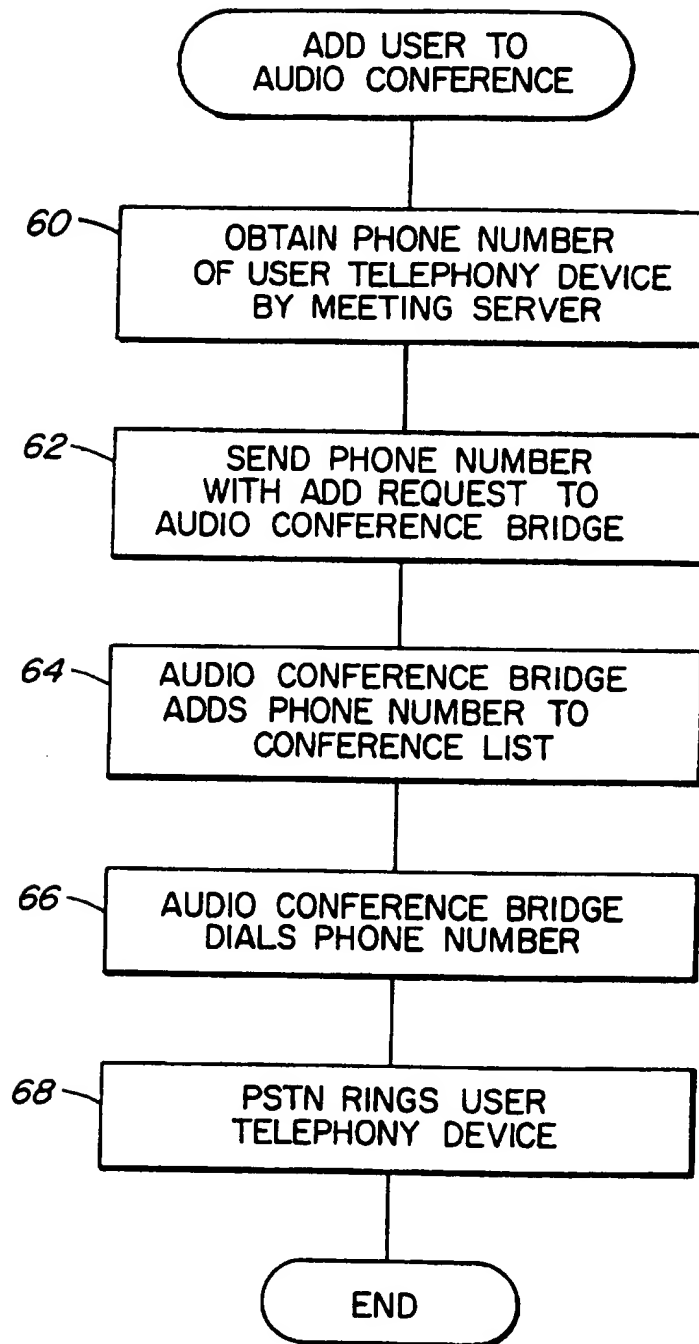 ADD USER TO
AUDIO CONFERENCE
60
OBTAIN PHONE NUMBER
OF USER TELEPHONY DEVICE
BY MEETING SERVER
62
SEND PHONE NUMBER
WITH ADD REQUEST TO
AUDIO CONFERENCE BRIDGE
64
AUDIO CONFERENCE BRIDGE
ADDS PHONE NUMBER TO
CONFERENCE LIST
66
AUDIO CONFERENCE BRIDGE
DIALS PHONE NUMBER
68
PSTN RINGS USER
TELEPHONY DEVICE
END